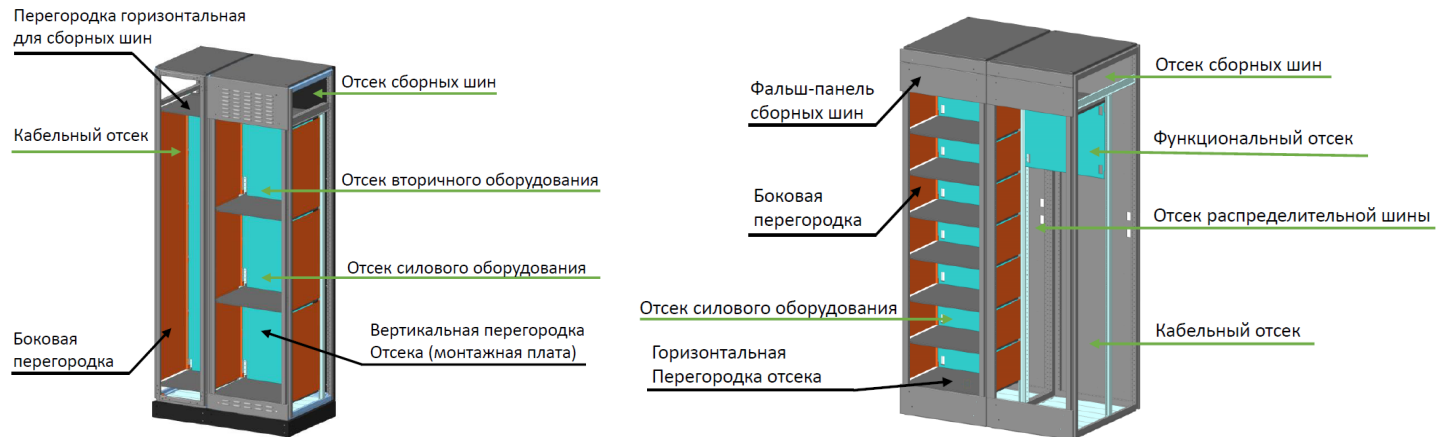 Перегородка горизонтальная
для сборных шин
Отсек сборных шин
Кабельный отсек
Отсек вторичного оборудования
Отсек силового оборудования
Боковая
перегородка
Вертикальная перегородка
Отсека (монтажная плата)
Отсек сборных шин
Фальш-панель
сборных шин
Функциональный отсек
Боковая
перегородка
Отсек распределительной шины
Отсек силового оборудования
Кабельный отсек
Горизонтальная
Перегородка отсека